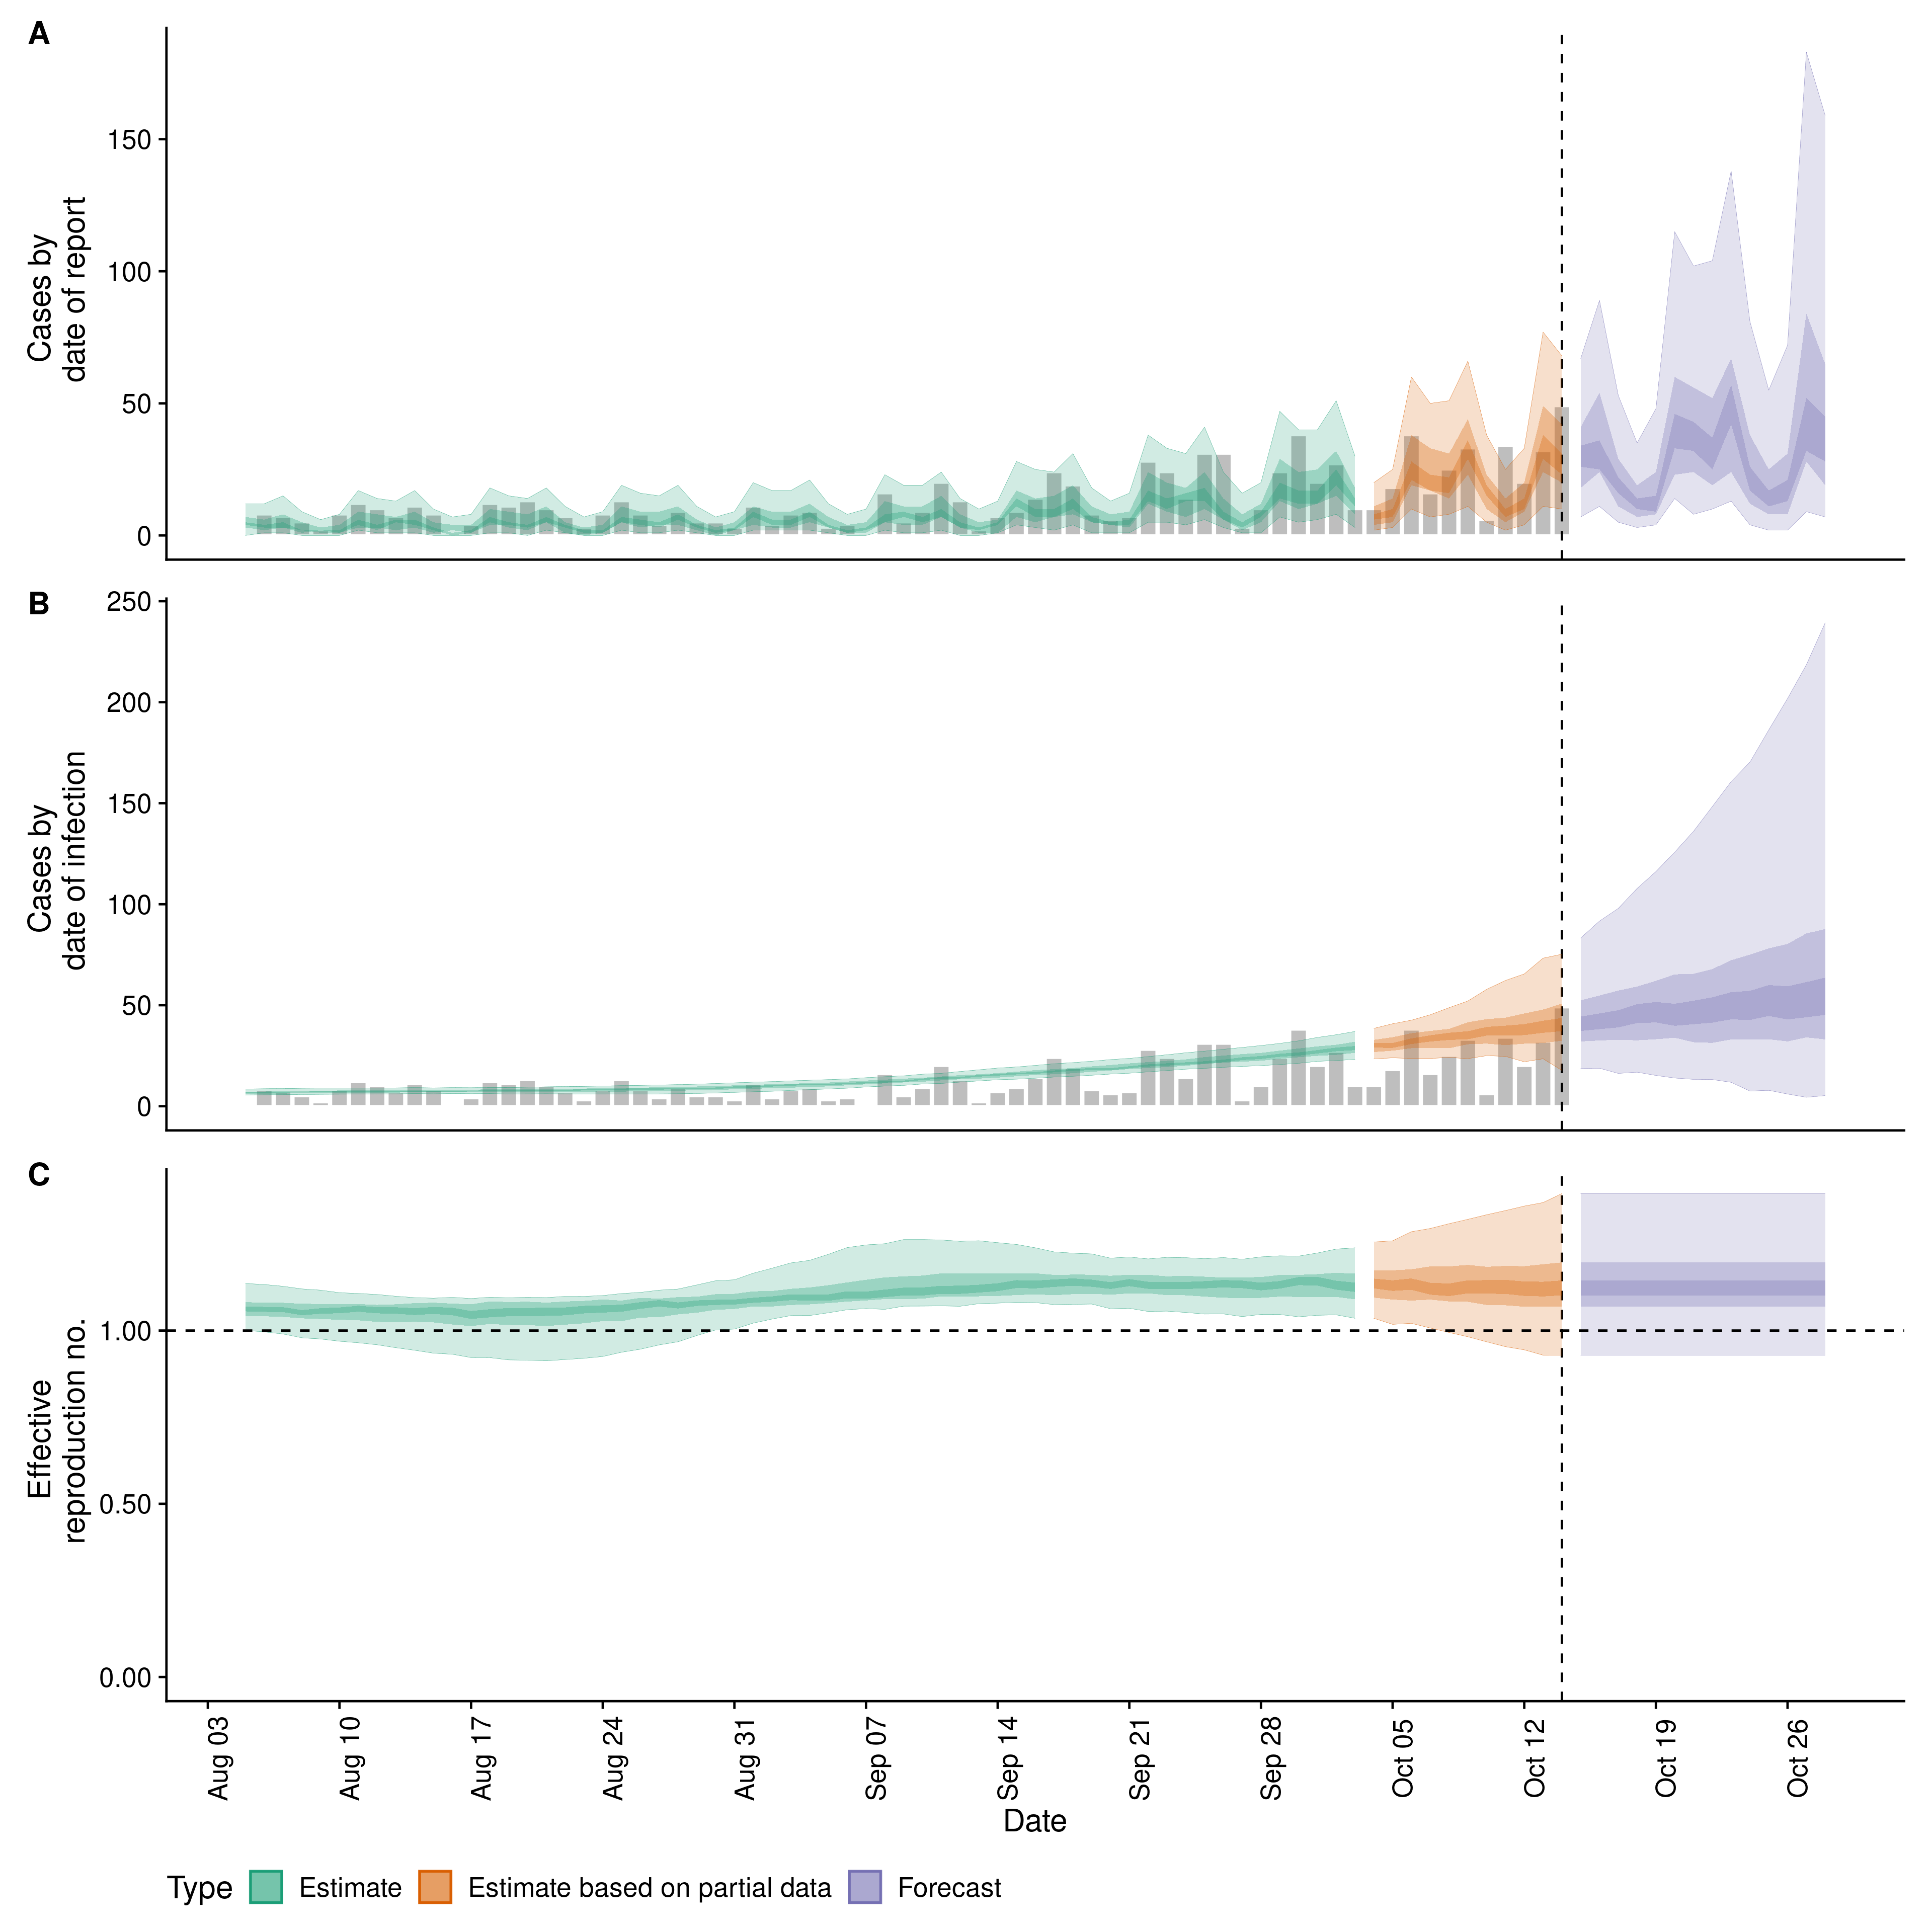 A
Cases by
date of report
150
100
50
0
B
Cases by
date of infection
250
200
150
100
50
0
C
Effective
reproduction no.
1.00
0.50
0.00
Aug 03
Aug 10
Aug 17
Aug 24
Aug 31
Sep 07
Sep 14
Sep 21
Sep 28
Oct 05
Oct 12
Oct 19
Oct 26
Date
Type Estimate Estimate based on partial data Forecast